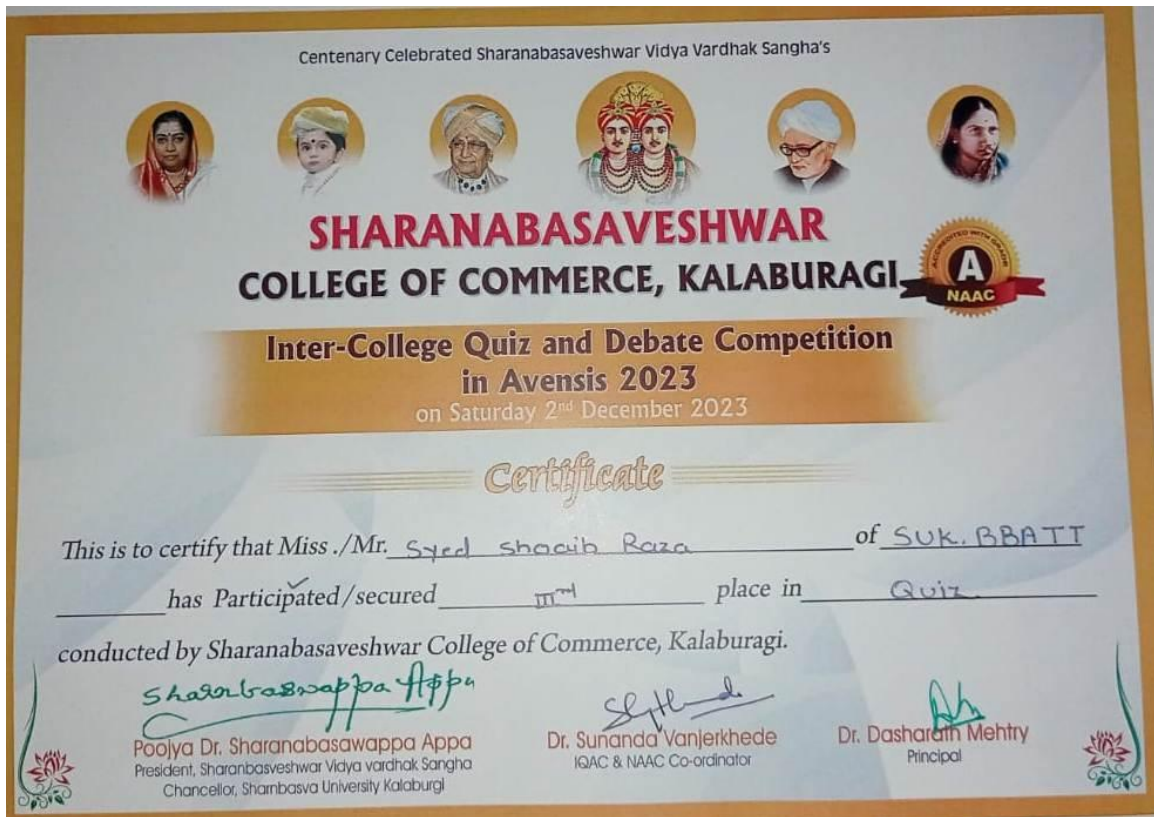 Centenary Celebrated Sharanabasaveshwar Vidya Vardhak Sangha's
SHARANABASAVESHWAR
COLLEGE OF COMMERCE, KALABURAGI
ACCREDITED WITH GRADE
A
NAAC
Inter-College Quiz and Debate Competition
in Avensis 2023
on Saturday 2nd December 2023
Certificate
This is to certify that Miss ./Mr. Syed Shoaib Raza of SUK. BBATT
has Participated/secured IIIrd place in Quiz
conducted by Sharanabasaveshwar College of Commerce, Kalaburagi.
Appa
Poojya Dr. Sharanabasawappa Appa
President, Sharanbasveshwar Vidya vardhak Sangha
Chancellor, Sharnbasva University Kalaburgi
Dr. Sunanda Vanjerkhede
IQAC & NAAC Co-ordinator
Dr. Dasharath Mehtry
Principal